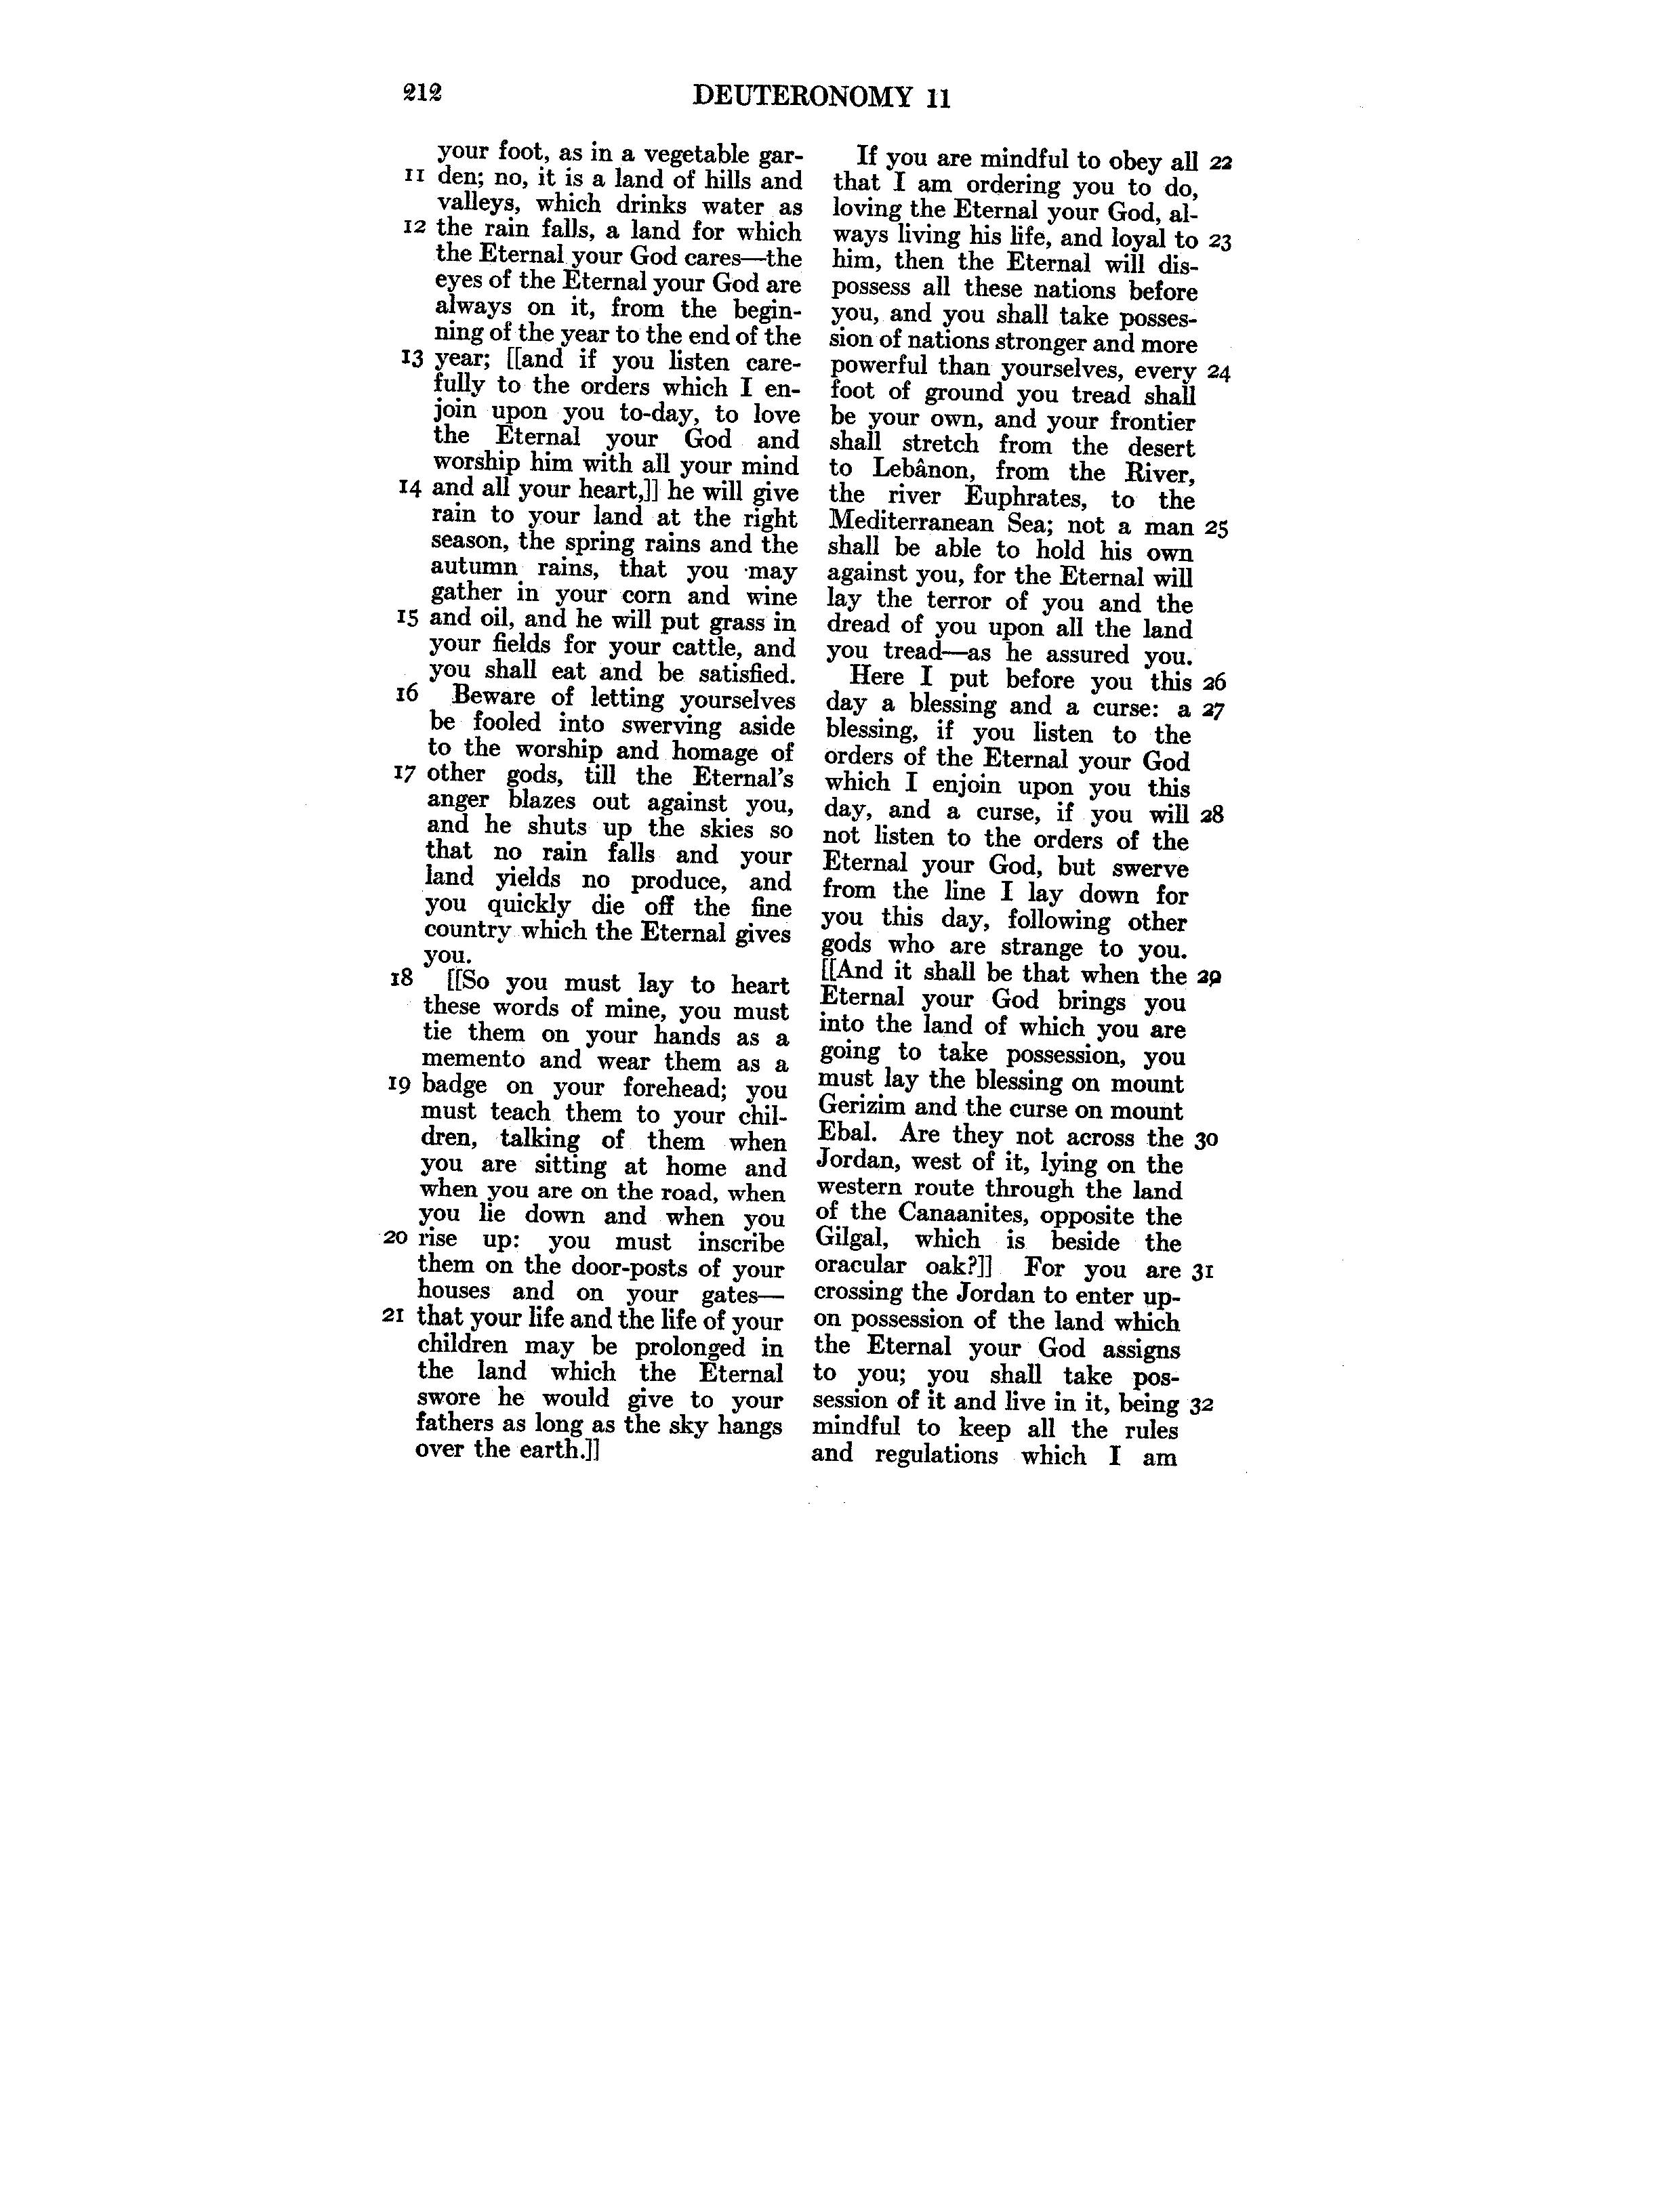 212
DEUTERONOMY 11
your foot, as in a vegetable gar-
11 den; no, it is a land of hills and
valleys, which drinks water as
12 the rain falls, a land for which
the Eternal your God cares—the
eyes of the Eternal your God are
always on it, from the begin-
ning of the year to the end of the
13 year; [[and if you listen care-
fully to the orders which I en-
join upon you to-day, to love
the Eternal your God and
worship him with all your mind
14 and all your heart,]] he will give
rain to your land at the right
season, the spring rains and the
autumn rains, that you may
gather in your corn and wine
15 and oil, and he will put grass in
your fields for your cattle, and
you shall eat and be satisfied.
16 Beware of letting yourselves
be fooled into swerving aside
to the worship and homage of
17 other gods, till the Eternal's
anger blazes out against you,
and he shuts up the skies so
that no rain falls and your
land yields no produce, and
you quickly die off the fine
country which the Eternal gives
you.
18 [[So you must lay to heart
these words of mine, you must
tie them on your hands as a
memento and wear them as a
19 badge on your forehead; you
must teach them to your chil-
dren, talking of them when
you are sitting at home and
when you are on the road, when
you lie down and when you
20 rise up: you must inscribe
them on the door-posts of your
houses and on your gates—
21 that your life and the life of your
children may be prolonged in
the land which the Eternal
swore he would give to your
fathers as long as the sky hangs
over the earth.]]
If you are mindful to obey all 22
that I am ordering you to do,
loving the Eternal your God, al-
ways living his life, and loyal to 23
him, then the Eternal will dis-
possess all these nations before
you, and you shall take posses-
sion of nations stronger and more
powerful than yourselves, every 24
foot of ground you tread shall
be your own, and your frontier
shall stretch from the desert
to Lebânon, from the River,
the river Euphrates, to the
Mediterranean Sea; not a man 25
shall be able to hold his own
against you, for the Eternal will
lay the terror of you and the
dread of you upon all the land
you tread—as he assured you.
Here I put before you this 26
day a blessing and a curse: a 27
blessing, if you listen to the
orders of the Eternal your God
which I enjoin upon you this
day, and a curse, if you will 28
not listen to the orders of the
Eternal your God, but swerve
from the line I lay down for
you this day, following other
gods who are strange to you.
[[And it shall be that when the 29
Eternal your God brings you
into the land of which you are
going to take possession, you
must lay the blessing on mount
Gerizim and the curse on mount
Ebal. Are they not across the 30
Jordan, west of it, lying on the
western route through the land
of the Canaanites, opposite the
Gilgal, which is beside the
oracular oak?]] For you are 31
crossing the Jordan to enter up-
on possession of the land which
the Eternal your God assigns
to you; you shall take pos-
session of it and live in it, being 32
mindful to keep all the rules
and regulations which I am